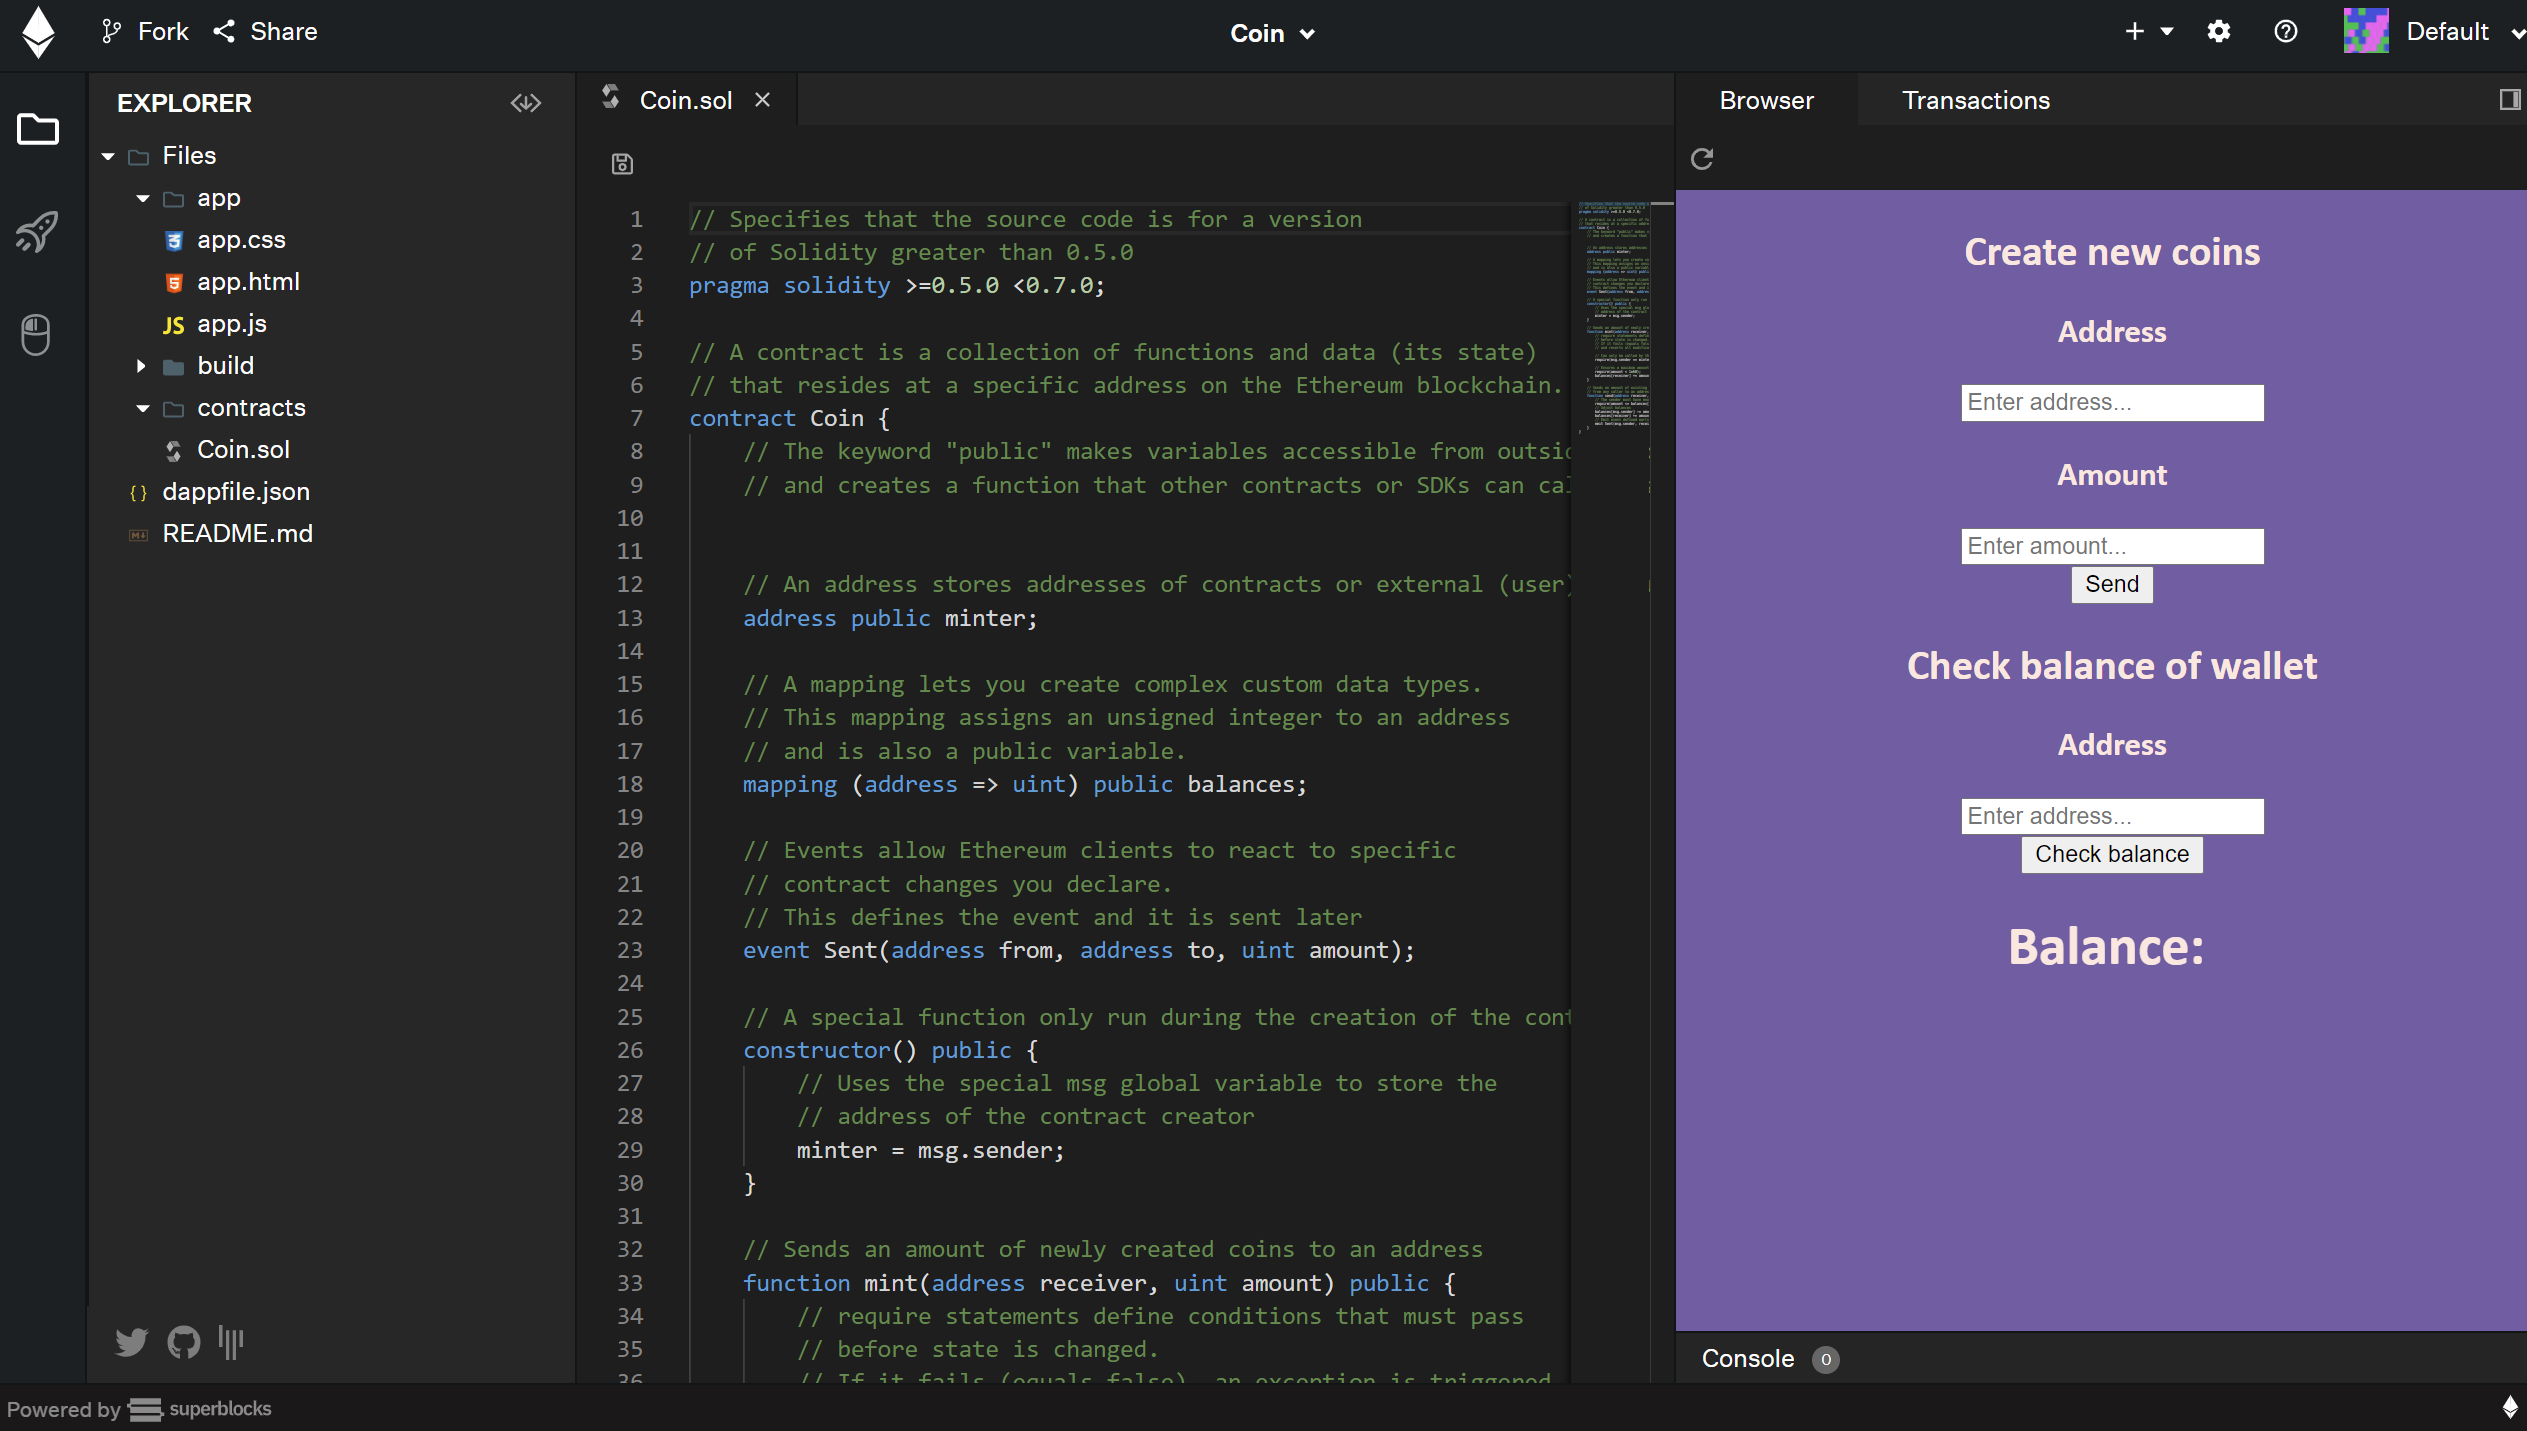 Fork
Share
Coin
Default
EXPLORER
Files
app
app.css
app.html
JS app.js
build
contracts
Coin.sol
{} dappfile.json
README.md
Powered by superblocks
Coin.sol
1 // Specifies that the source code is for a version
2 // of Solidity greater than 0.5.0
3 pragma solidity >=0.5.0 <0.7.0;
4
5 // A contract is a collection of functions and data (its state)
6 // that resides at a specific address on the Ethereum blockchain.
7 contract Coin {
8 // The keyword "public" makes variables accessible from outsid
9 // and creates a function that other contracts or SDKs can cal
10
11
12 // An address stores addresses of contracts or external (user)
13 address public minter;
14
15 // A mapping lets you create complex custom data types.
16 // This mapping assigns an unsigned integer to an address
17 // and is also a public variable.
18 mapping (address => uint) public balances;
19
20 // Events allow Ethereum clients to react to specific
21 // contract changes you declare.
22 // This defines the event and it is sent later
23 event Sent(address from, address to, uint amount);
24
25 // A special function only run during the creation of the cont
26 constructor() public {
27 // Uses the special msg global variable to store the
28 // address of the contract creator
29 minter = msg.sender;
30 }
31
32 // Sends an amount of newly created coins to an address
33 function mint(address receiver, uint amount) public {
34 // require statements define conditions that must pass
35 // before state is changed.
36 // If it fails (equals false), an exception is triggered
Browser
Transactions
Create new coins
Address
Enter address...
Amount
Enter amount...
Send
Check balance of wallet
Address
Enter address...
Check balance
Balance:
Console 0